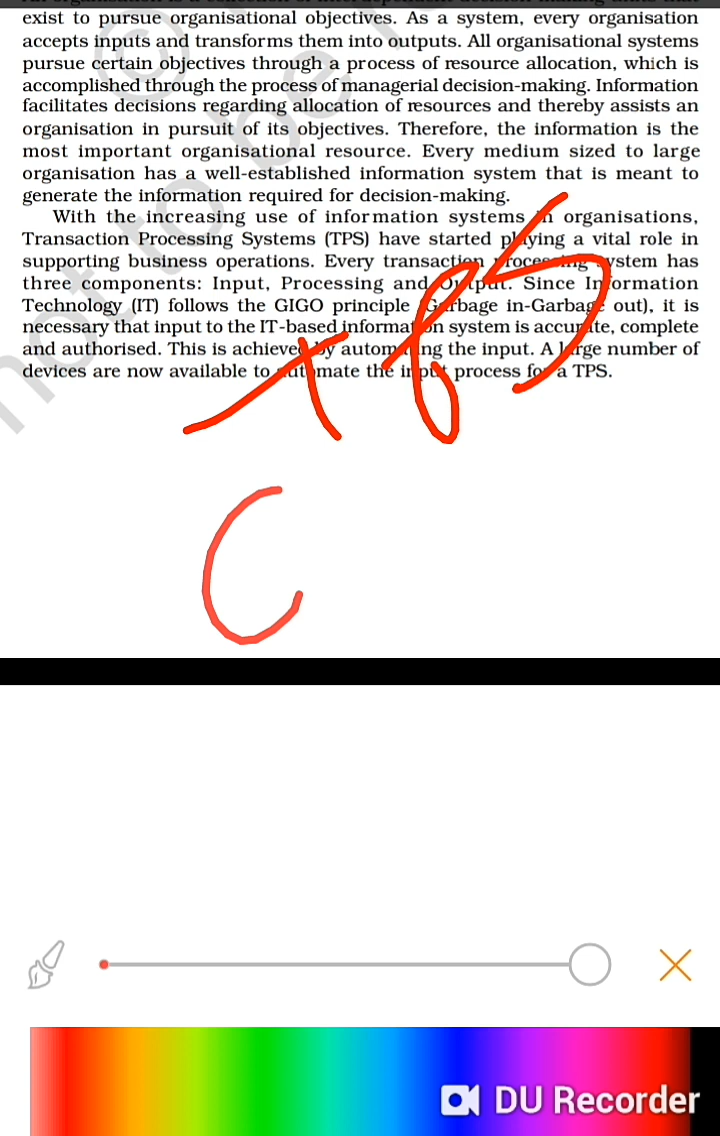 exist to pursue organisational objectives. As a system, every organisation
accepts inputs and transforms them into outputs. All organisational systems
pursue certain objectives through a process of resource allocation, which is
accomplished through the process of managerial decision-making. Information
facilitates decisions regarding allocation of resources and thereby assists an
organisation in pursuit of its objectives. Therefore, the information is the
most important organisational resource. Every medium sized to large
organisation has a well-established information system that is meant to
generate the information required for decision-making.
With the increasing use of information systems in organisations,
Transaction Processing Systems (TPS) have started playing a vital role in
supporting business operations. Every transaction processing system has
three components: Input, Processing and Output. Since Information
Technology (IT) follows the GIGO principle (Garbage in-Garbage out), it is
necessary that input to the IT-based information system is accurate, complete
and authorised. This is achieved by automating the input. A large number of
devices are now available to automate the input process for a TPS.
C
not to be
©
DU Recorder